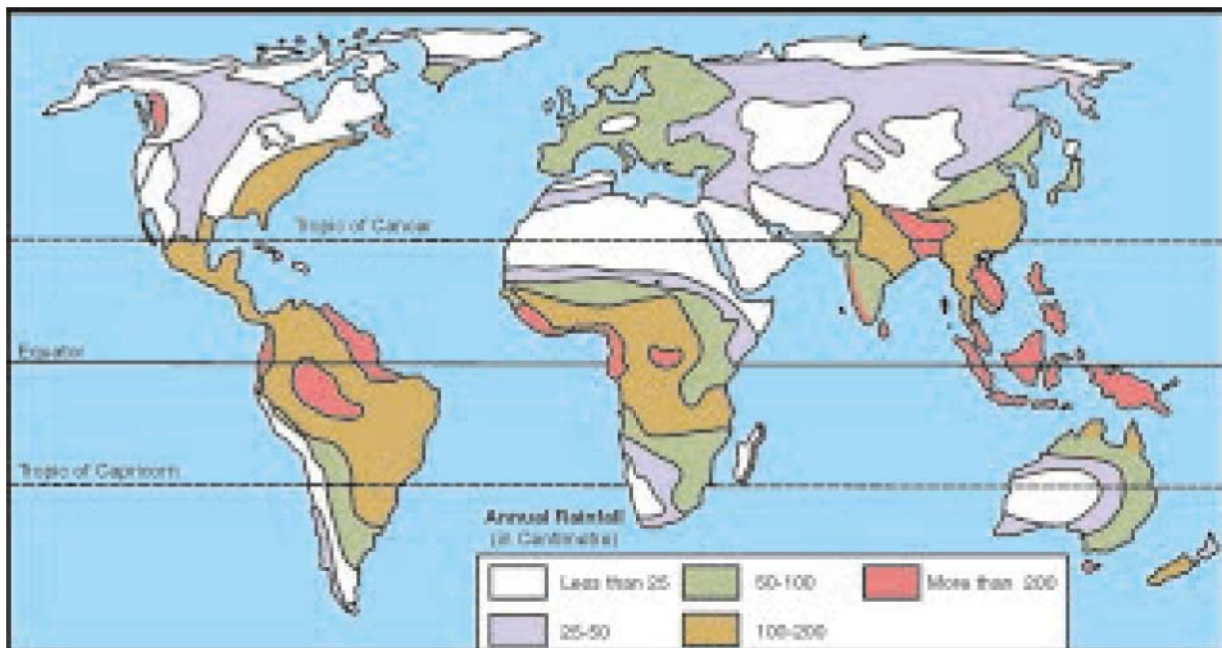 Tropic of Cancer
Equator
Tropic of Capricorn
Annual Rainfall
(in Centimetre)
Less than 25
50-100
More than 200
25-50
100-200